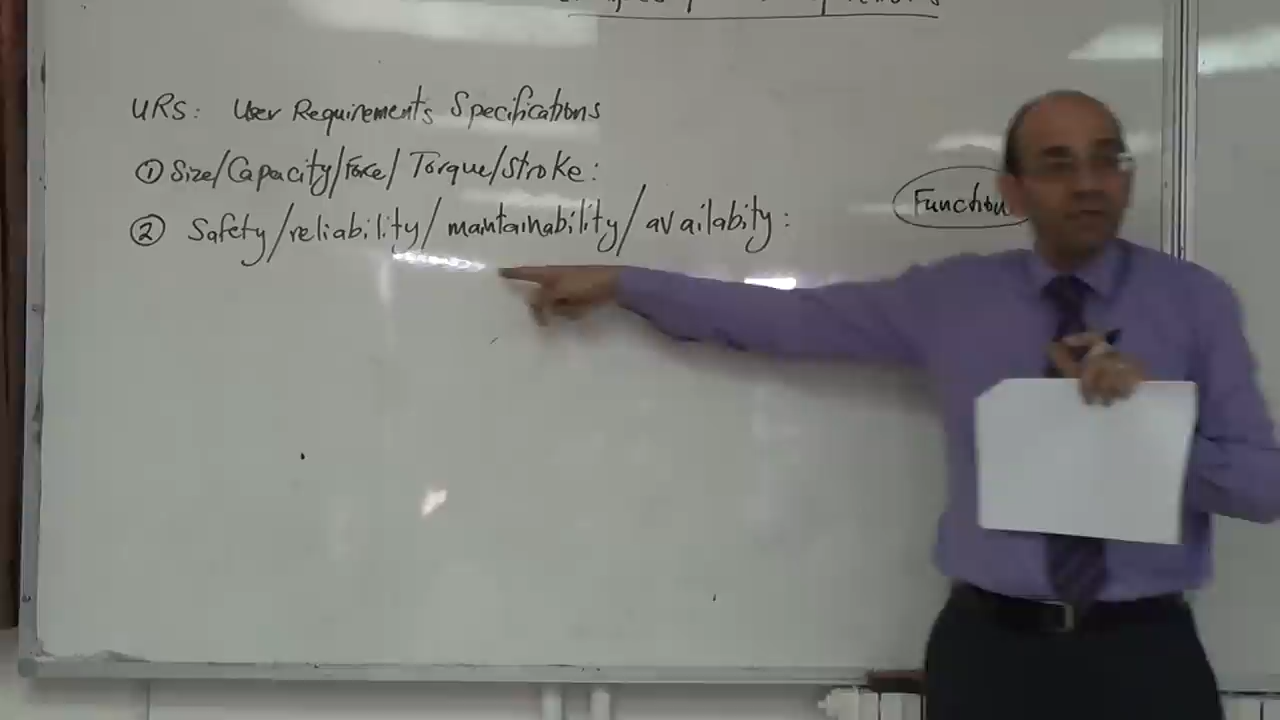 URS: User Requirements Specifications
① Size/Capacity/Force/Torque/Stroke:
② Safety/reliability/maintainability/availabity:
Function